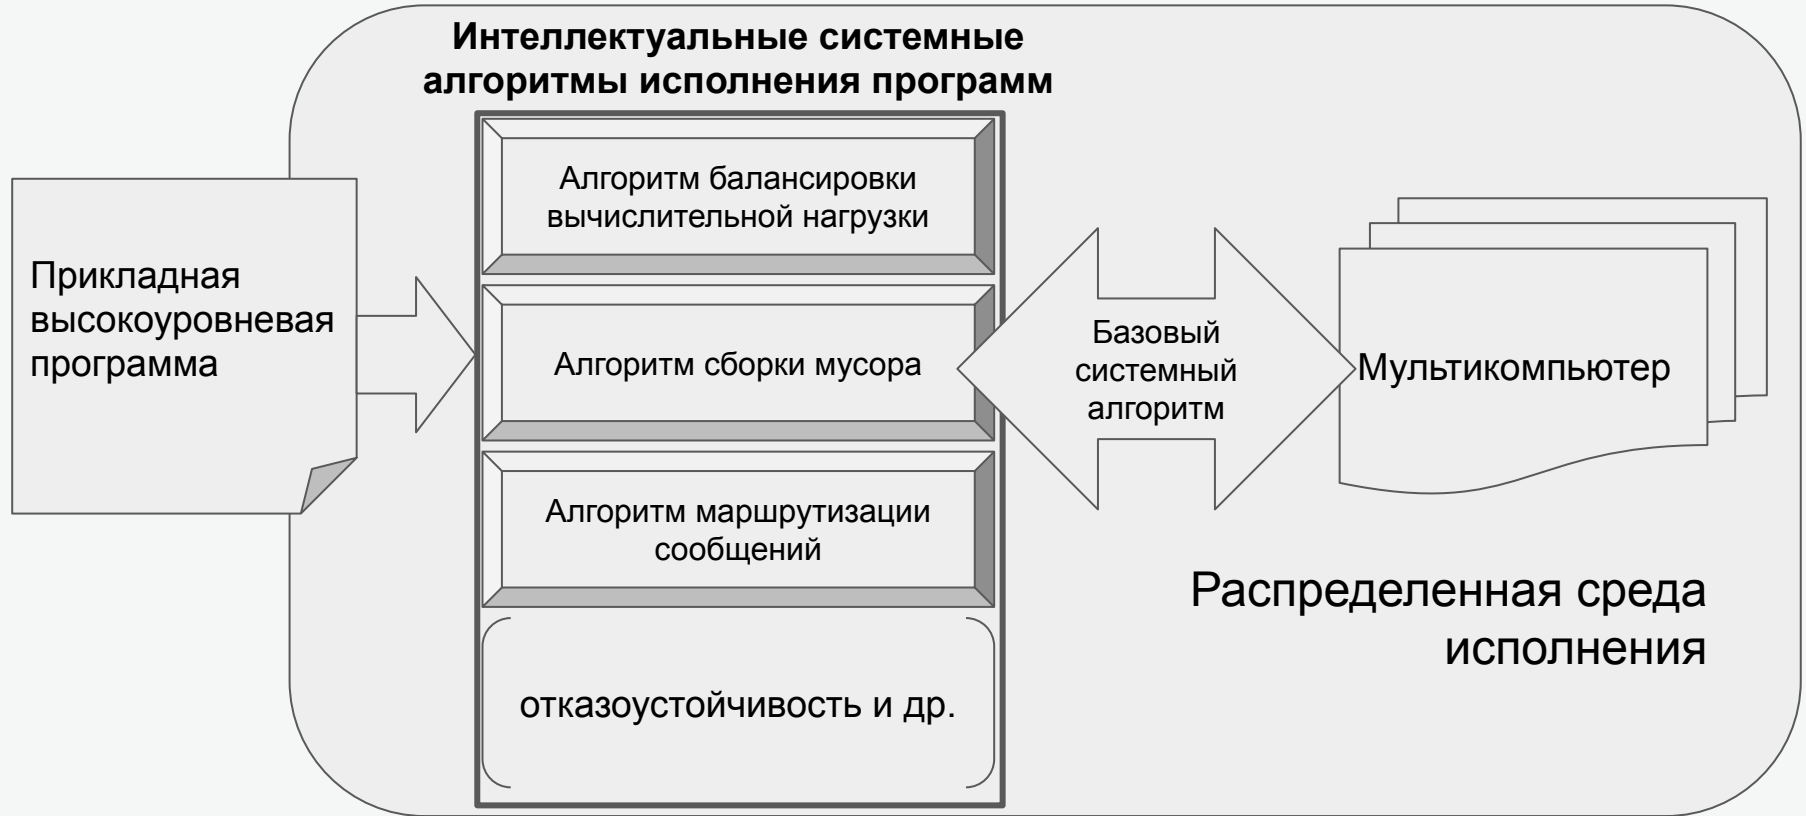 Интеллектуальные системные
алгоритмы исполнения программ
Прикладная
высокоуровневая
программа
Алгоритм балансировки
вычислительной нагрузки
Алгоритм сборки мусора
Алгоритм маршрутизации
сообщений
отказоустойчивость и др.
Базовый
системный
алгоритм
Мультикомпьютер
Распределенная среда
исполнения